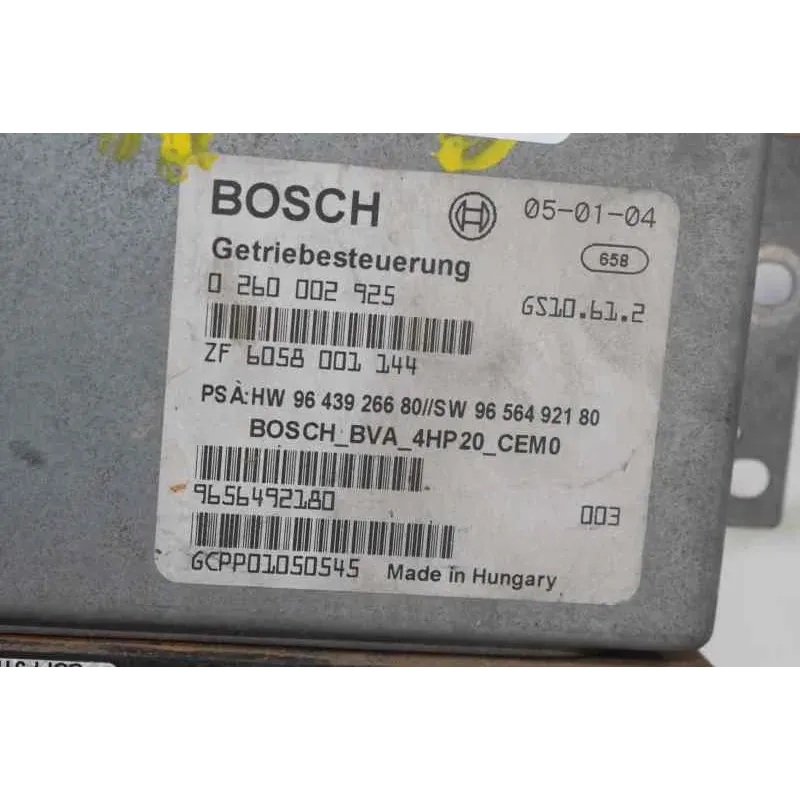 BOSCH 05-01-04
Getriebesteuerung 658
0 260 002 925 GS10.61.2
ZF 6058 001 144
PSÀ:HW 96 439 266 80//SW 96 564 921 80
BOSCH_BVA_4HP20_CEM0
9656492180 003
GCPP01050545 Made in Hungary